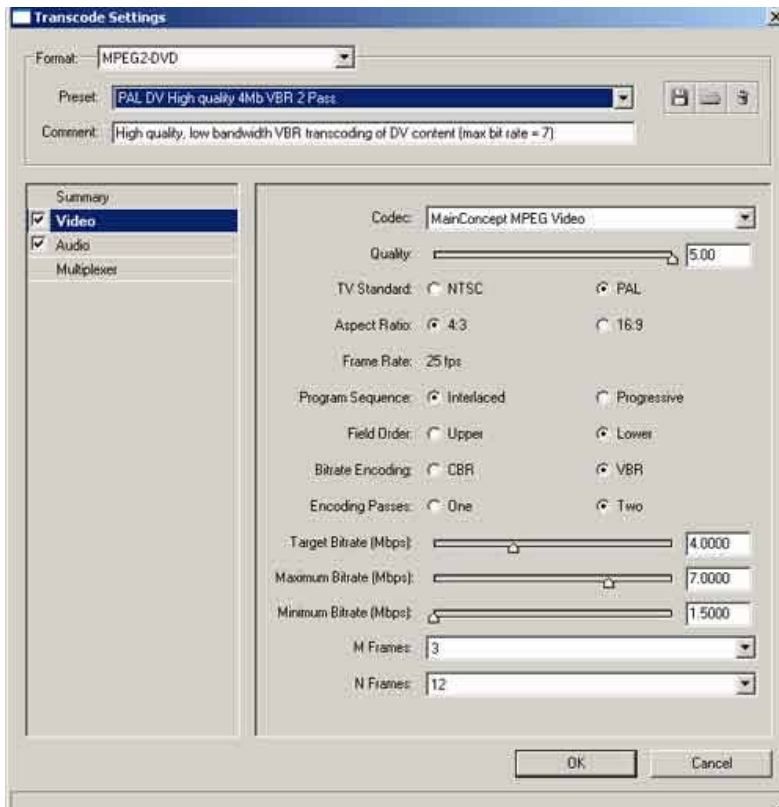 Transcode Settings
Format: MPEG2-DVD
Preset: PAL DV High quality 4Mb VBR 2 Pass
Comment: High quality, low bandwidth VBR transcoding of DV content (max bit rate = 7)
Summary
Video
Audio
Multiplexer
Codec: MainConcept MPEG Video
Quality: 5.00
TV Standard: NTSC PAL
Aspect Ratio: 4:3 16:9
Frame Rate: 25 fps
Program Sequence: Interlaced Progressive
Field Order: Upper Lower
Bitrate Encoding: CBR VBR
Encoding Passes: One Two
Target Bitrate (Mbps): 4.0000
Maximum Bitrate (Mbps): 7.0000
Minimum Bitrate (Mbps): 1.5000
M Frames: 3
N Frames: 12
OK Cancel